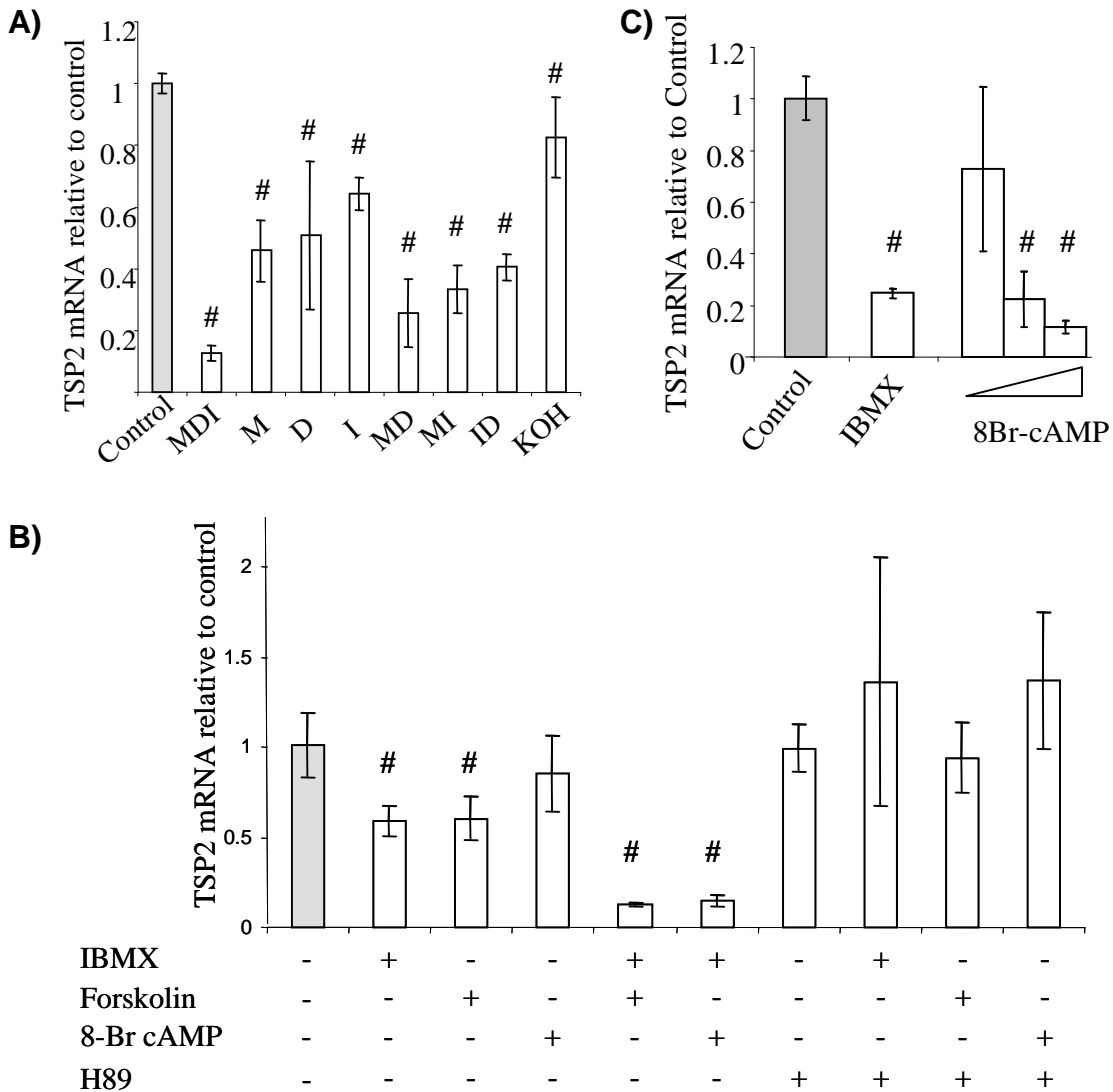 A)
TSP2 mRNA relative to control
1.2
1
0.8
0.6
0.4
0.2
#
#
#
#
#
#
#
#
Control
MDI
M
D
I
MD
MI
ID
KOH
C)
TSP2 mRNA relative to Control
1.2
1
0.8
0.6
0.4
0.2
0
#
#
#
Control
IBMX
8Br-cAMP
B)
TSP2 mRNA relative to control
2
1.5
1
0.5
0
#
#
#
#
IBMX - + - - + + - + - -
Forskolin - - + - + - - - + -
8-Br cAMP - - - + - + - - - +
H89 - - - - - - + + + +